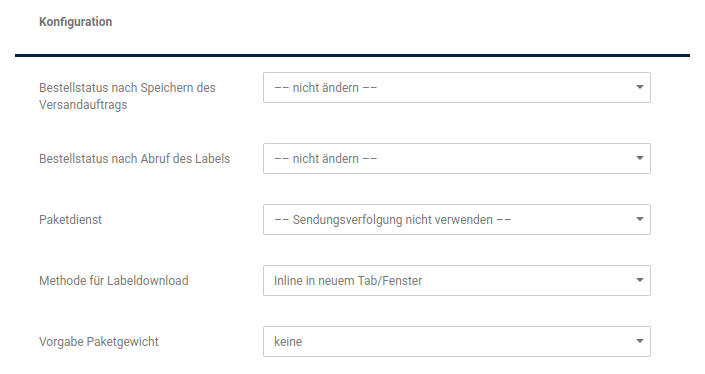 Konfiguration
Bestellstatus nach Speichern des
Versandauftrags
–– nicht ändern ––
Bestellstatus nach Abruf des Labels
–– nicht ändern ––
Paketdienst
–– Sendungsverfolgung nicht verwenden ––
Methode für Labeldownload
Inline in neuem Tab/Fenster
Vorgabe Paketgewicht
keine